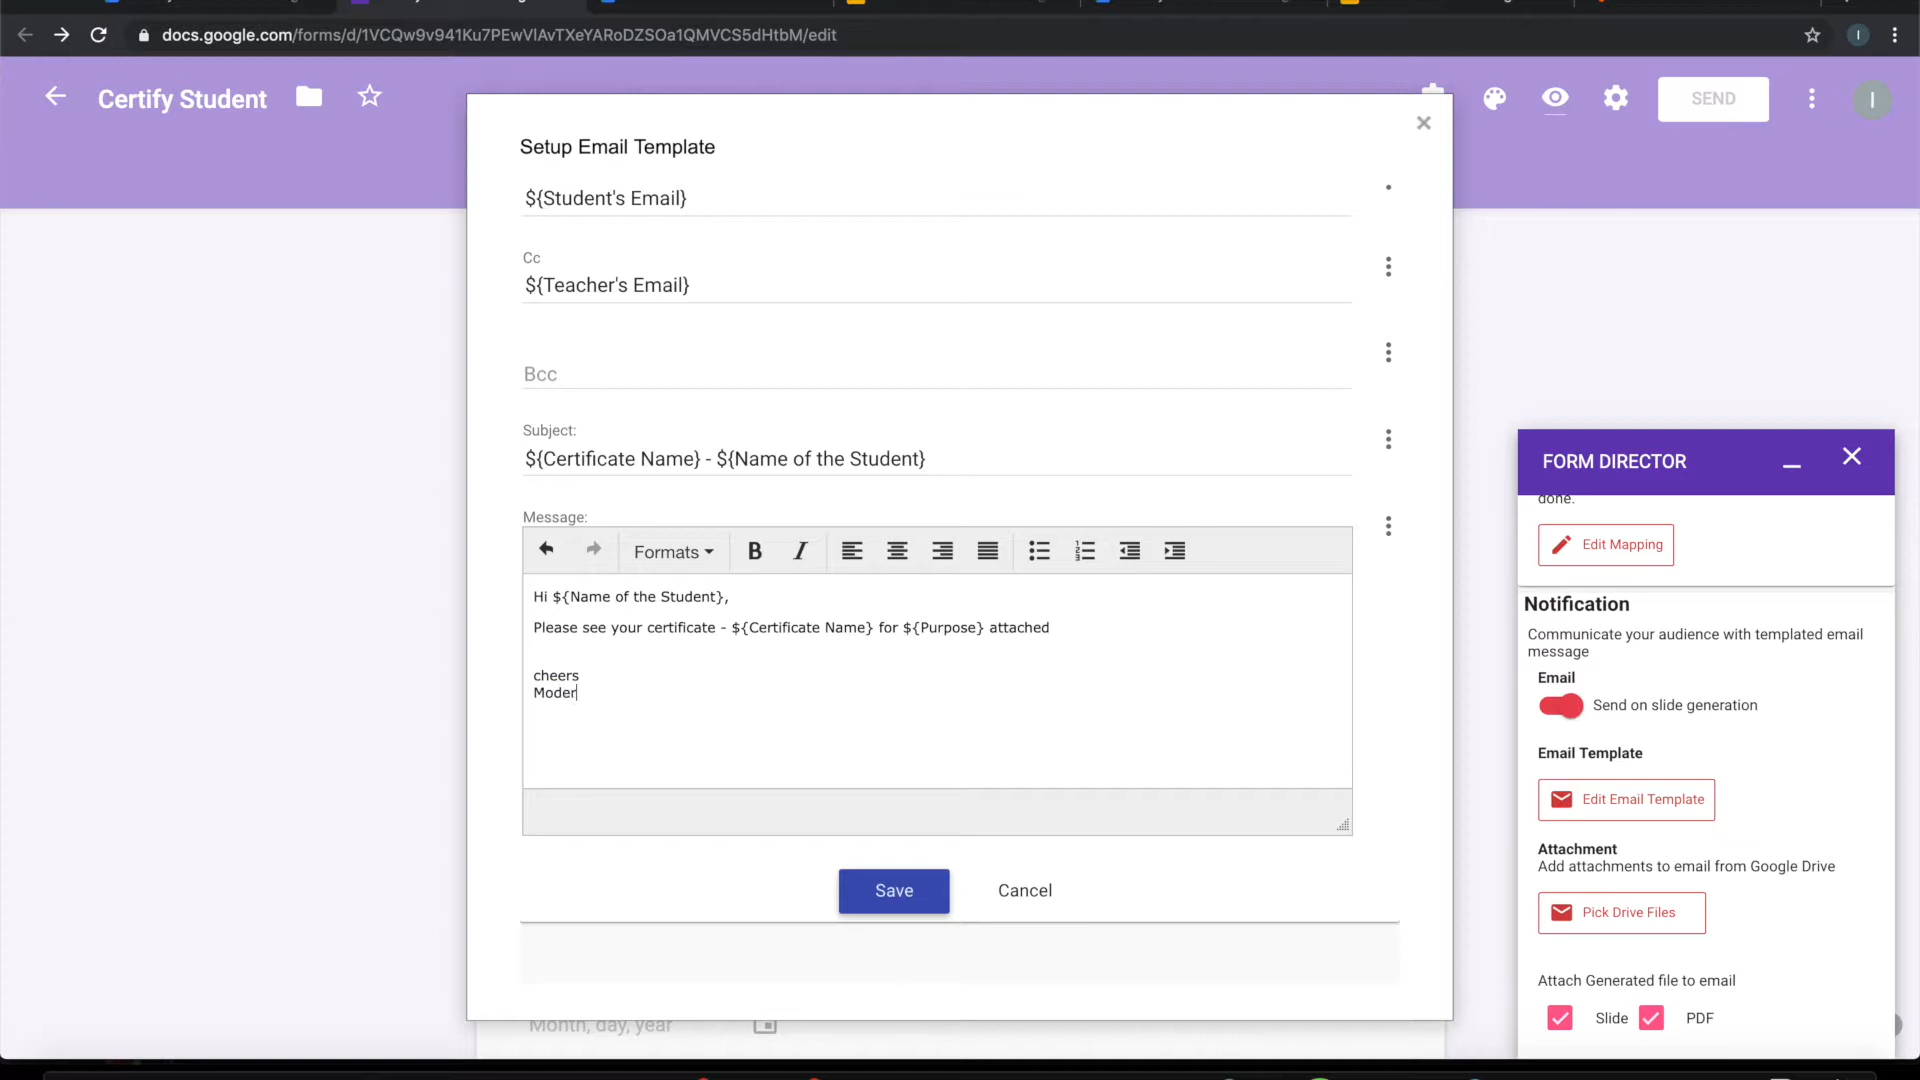 docs.google.com/forms/d/1VCQw9v941Ku7PEwVlAvTXeYARoDZSOa1QMVCS5dHtbM/edit
Certify Student
SEND
I
I
Setup Email Template
${Student's Email}
Cc
${Teacher's Email}
Bcc
Subject:
${Certificate Name} - ${Name of the Student}
Message:
Formats
B
I
Hi ${Name of the Student},
Please see your certificate - ${Certificate Name} for ${Purpose} attached
cheers
Moder
Save
Cancel
Month, day, year
FORM DIRECTOR
done.
Edit Mapping
Notification
Communicate your audience with templated email
message
Email
Send on slide generation
Email Template
Edit Email Template
Attachment
Add attachments to email from Google Drive
Pick Drive Files
Attach Generated file to email
Slide
PDF